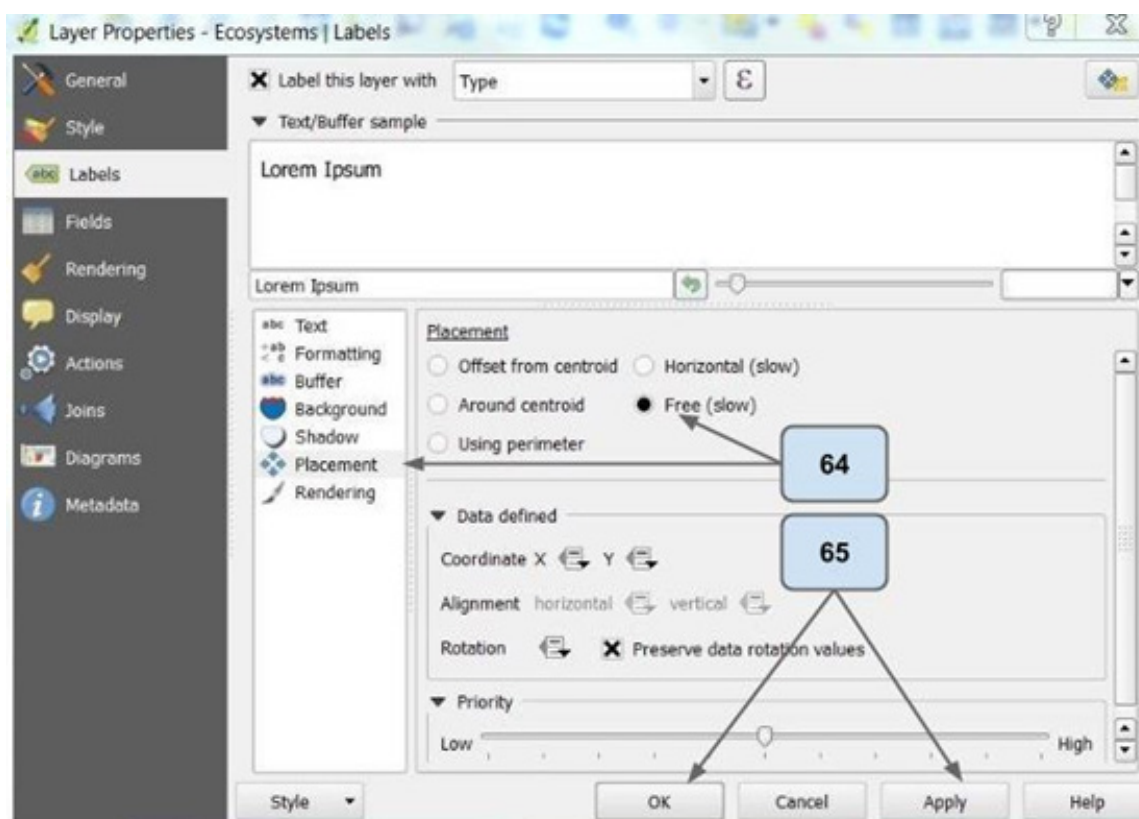 Layer Properties - Ecosystems | Labels
General
Style
Labels
Fields
Rendering
Display
Actions
Joins
Diagrams
Metadata
Label this layer with Type ε
Text/Buffer sample
Lorem Ipsum
Lorem Ipsum
abc Text
Formatting
abc Buffer
Background
Shadow
Placement
Rendering
Placement
Offset from centroid Horizontal (slow)
Around centroid Free (slow)
Using perimeter
64
Data defined
65
Coordinate X Y
Alignment horizontal vertical
Rotation Preserve data rotation values
Priority
Low High
Style OK Cancel Apply Help